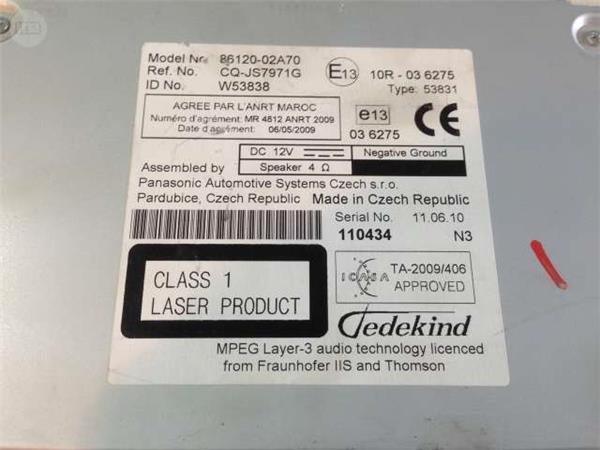 Model No. 86120-02A70
Ref. No. CQ-JS7971G
ID No. W53838
E13
10R - 03 6275
Type: 53831
AGREE PAR L'ANRT MAROC
Numéro d'agrément: MR 4812 ANRT 2009
Date d'agrément: 06/05/2009
e13
03 6275
CE
DC 12V
Negative Ground
Speaker 4 Ω
Assembled by
Panasonic Automotive Systems Czech s.r.o.
Pardubice, Czech Republic Made in Czech Republic
Serial No. 11.06.10
110434 N3
CLASS 1
LASER PRODUCT
ICASA
TA-2009/406
APPROVED
Tedekind
MPEG Layer-3 audio technology licenced
from Fraunhofer IIS and Thomson